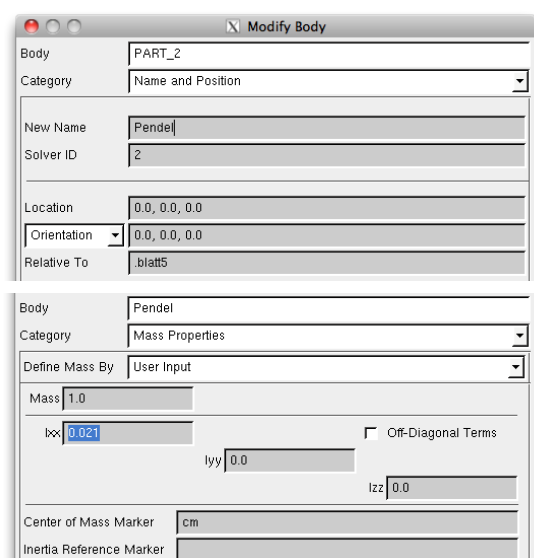 Modify Body
Body PART_2
Category Name and Position
New Name Pendel
Solver ID 2
Location 0.0, 0.0, 0.0
Orientation 0.0, 0.0, 0.0
Relative To .blatt5
Body Pendel
Category Mass Properties
Define Mass By User Input
Mass 1.0
Ixx 0.021 Off-Diagonal Terms
Iyy 0.0
Izz 0.0
Center of Mass Marker cm
Inertia Reference Marker